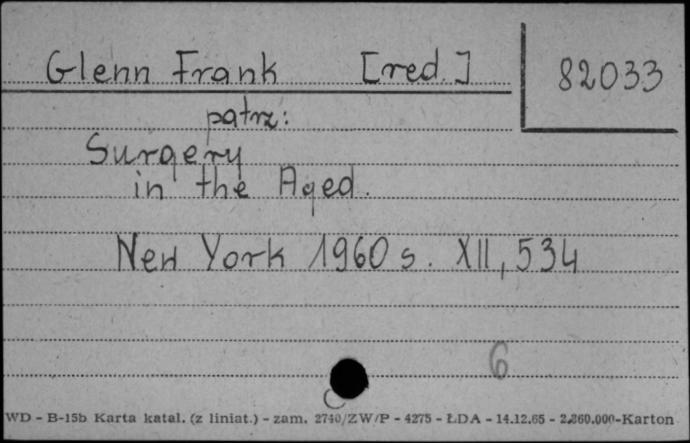 Glenn Frank [red.] 82033
patrz:
Surgery
in the Aged.
New York 1960 s. XII, 534
6
WD - B-15b Karta katal. (z liniat.) - zam. 2740/ZW/P - 4275 - ŁDA - 14.12.65 - 2.360.000-Karton